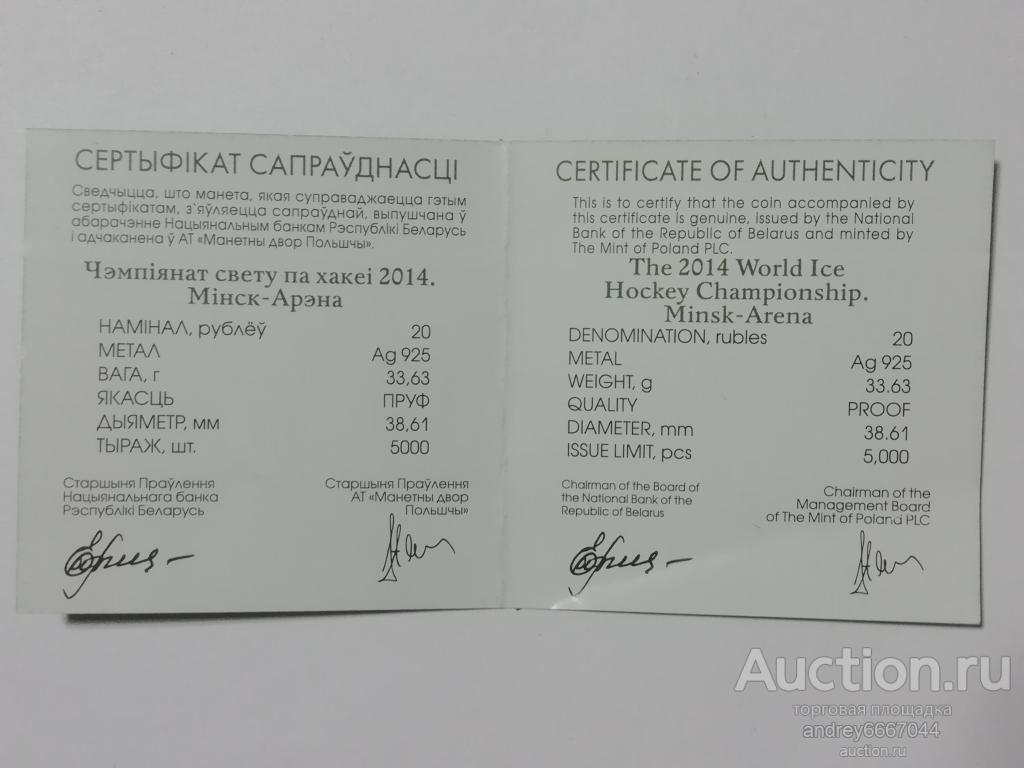 СЕРТЫФІКАТ САПРАЎДНАСЦІ
Сведчыцца, што манета, якая суправаджаецца гэтым
сертыфікатам, з'яўляецца сапраўднай, выпушчана ў
абарачэнне Нацыянальным банкам Рэспублікі Беларусь
і адчаканена ў АТ «Манетны двор Польшчы».
Чэмпіянат свету па хакеі 2014.
Мінск-Арэна
НАМІНАЛ, рублёў 20
МЕТАЛ Ag 925
ВАГА, г 33,63
ЯКАСЦЬ ПРУФ
ДЫЯМЕТР, мм 38,61
ТЫРАЖ, шт. 5000
Старшыня Праўлення
Нацыянальнага банка
Рэспублікі Беларусь
Старшыня Праўлення
АТ «Манетны двор
Польшчы»
CERTIFICATE OF AUTHENTICITY
This is to certify that the coin accompanied by
this certificate is genuine, issued by the National
Bank of the Republic of Belarus and minted by
The Mint of Poland PLC.
The 2014 World Ice
Hockey Championship.
Minsk-Arena
DENOMINATION, rubles 20
METAL Ag 925
WEIGHT, g 33.63
QUALITY PROOF
DIAMETER, mm 38.61
ISSUE LIMIT, pcs 5,000
Chairman of the Board of
the National Bank of the
Republic of Belarus
Chairman of the
Management Board
of The Mint of Poland PLC
Auction.ru
торговая площадка
andrey6667044
auction.ru